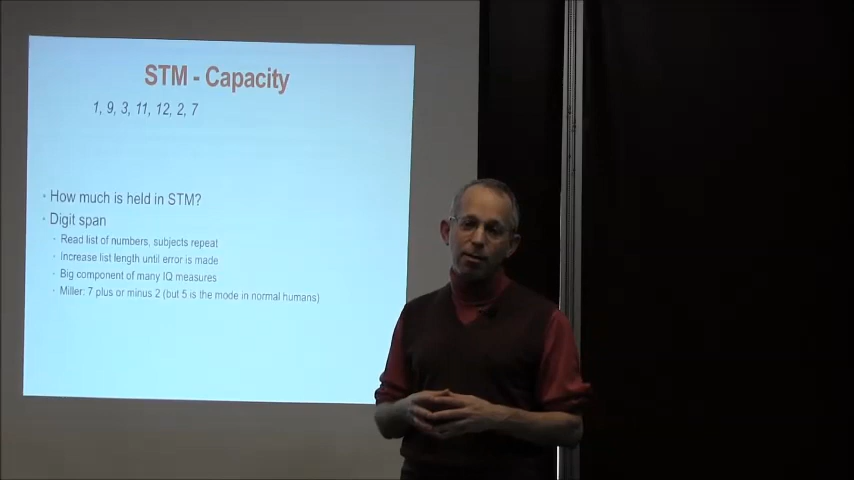 STM - Capacity
1, 9, 3, 11, 12, 2, 7
• How much is held in STM?
• Digit span
• Read list of numbers, subjects repeat
• Increase list length until error is made
• Big component of many IQ measures
• Miller: 7 plus or minus 2 (but 5 is the mode in normal humans)